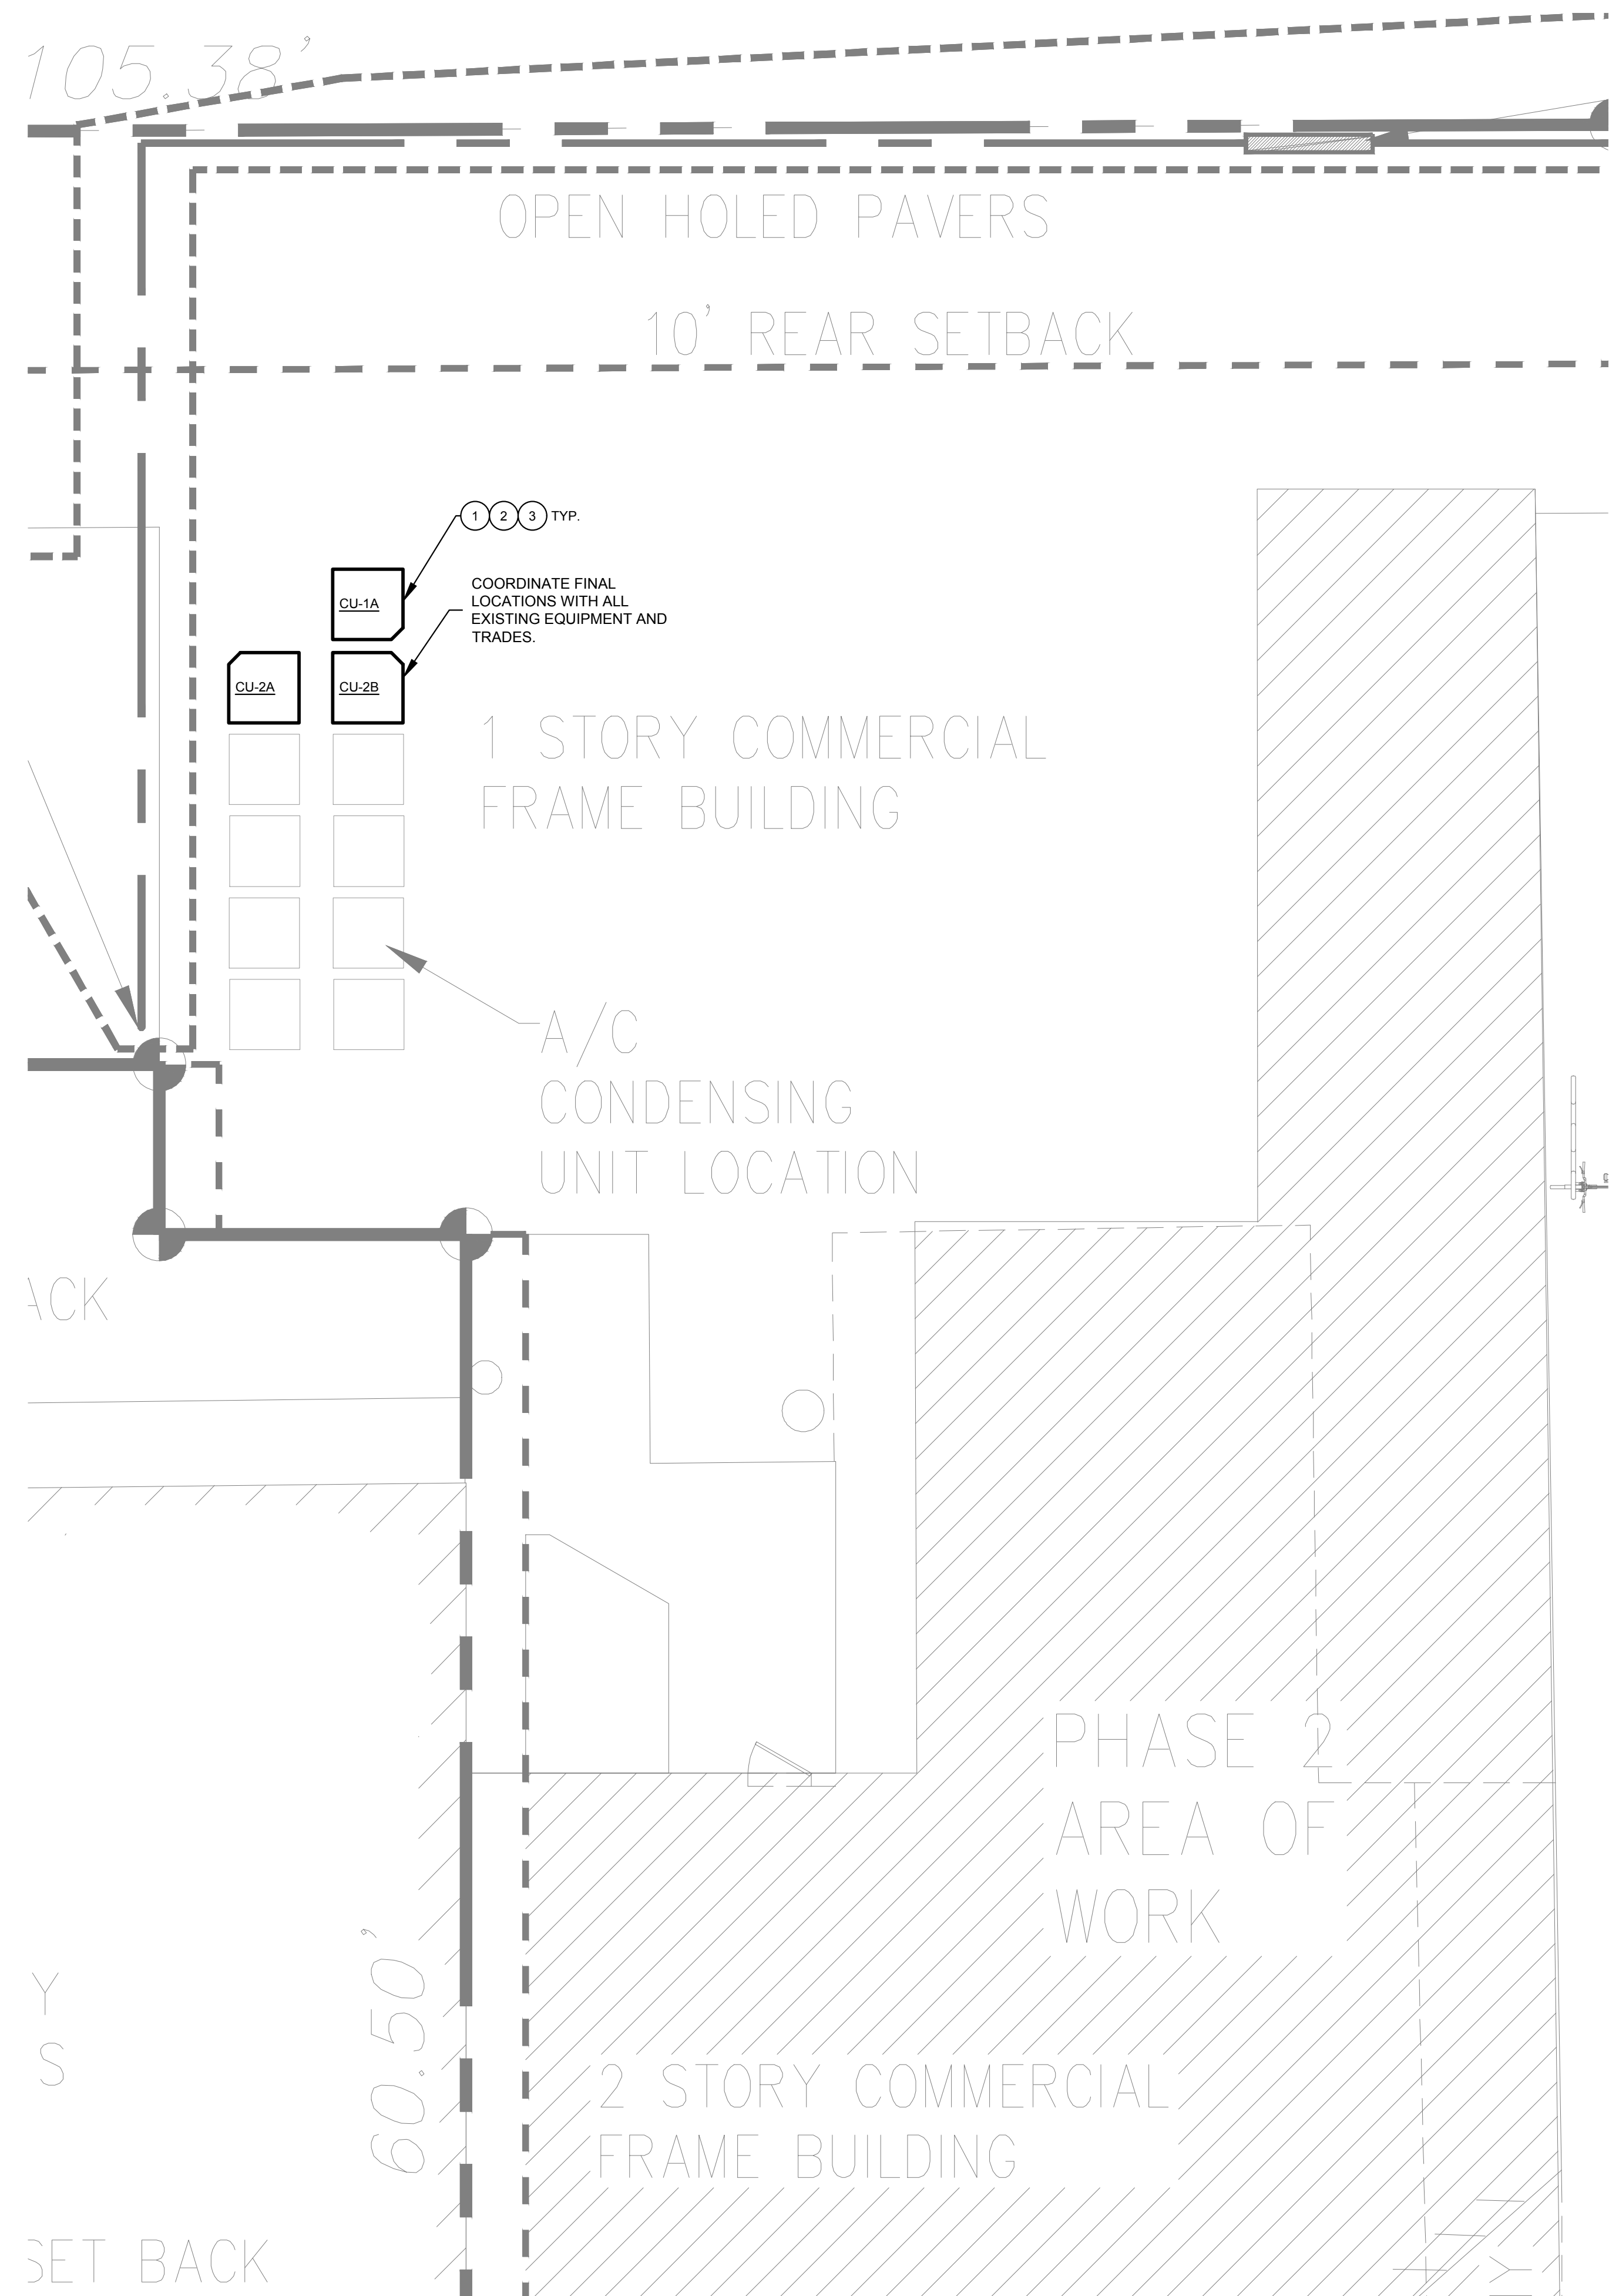 105.38'
OPEN HOLED PAVERS
10' REAR SETBACK
1 2 3 TYP.
CU-1A
COORDINATE FINAL
LOCATIONS WITH ALL
EXISTING EQUIPMENT AND
TRADES.
CU-2A
CU-2B
1 STORY COMMERCIAL
FRAME BUILDING
A/C
CONDENSING
UNIT LOCATION
ACK
PHASE 2
AREA OF
WORK
60.50'
Y
S
2 STORY COMMERCIAL
FRAME BUILDING
SET BACK